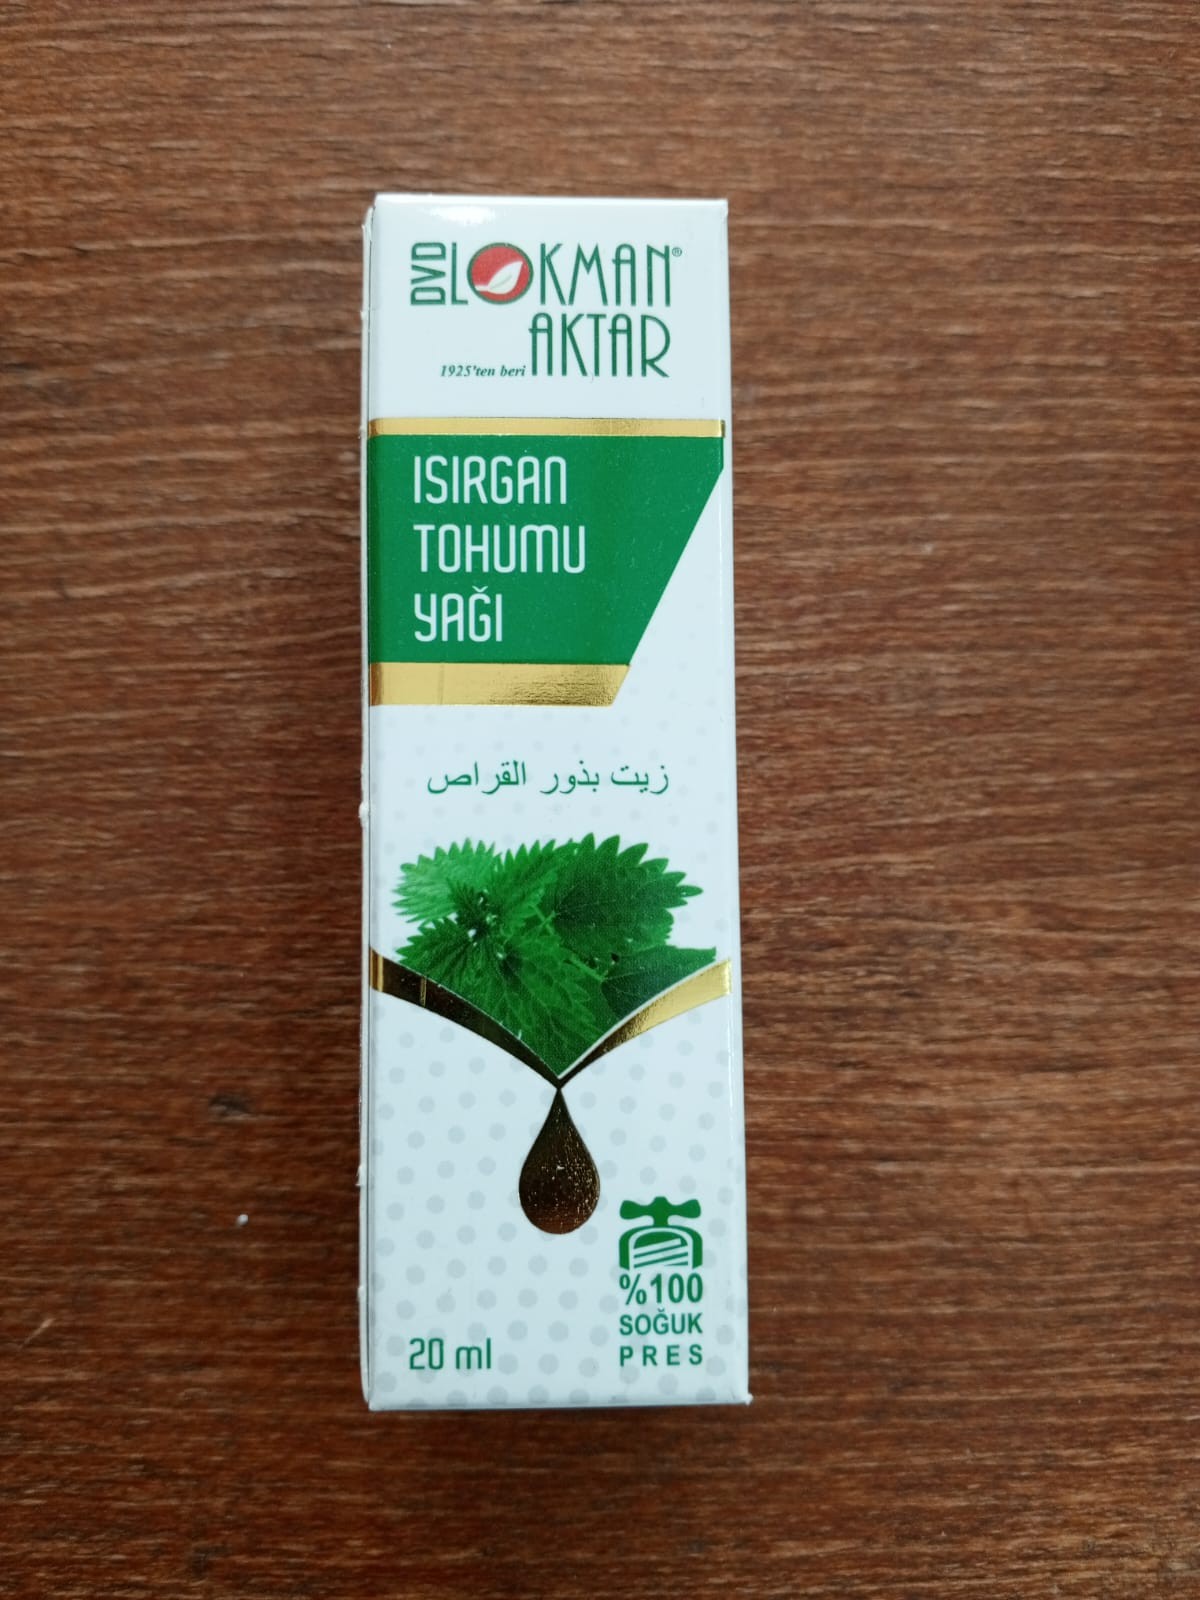 DVD LOKMAN®
1925'ten beri AKTAR
ISIRGAN
TOHUMU
YAĞI
زيت بذور القراص
%100
SOĞUK
20 ml PRES